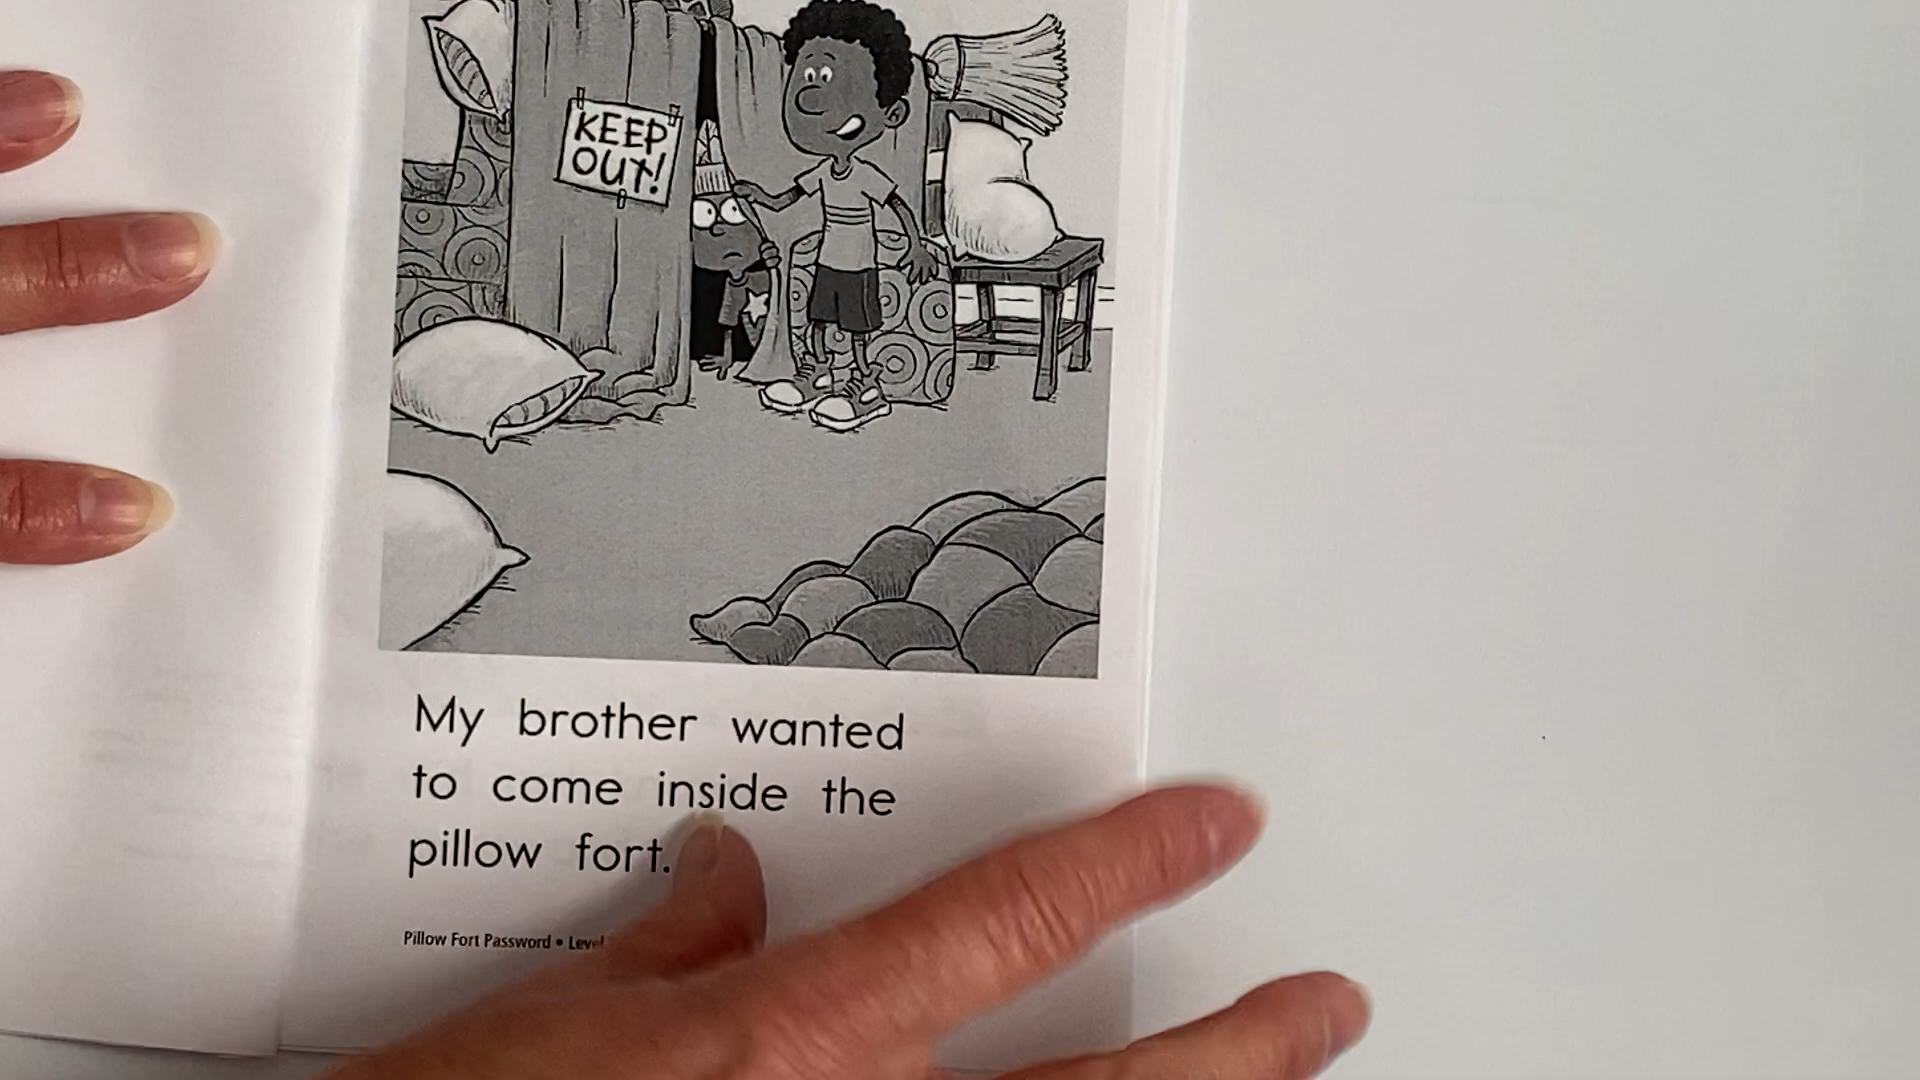 KEEP
OUT!
My brother wanted
to come inside the
pillow fort.
Pillow Fort Password • Level